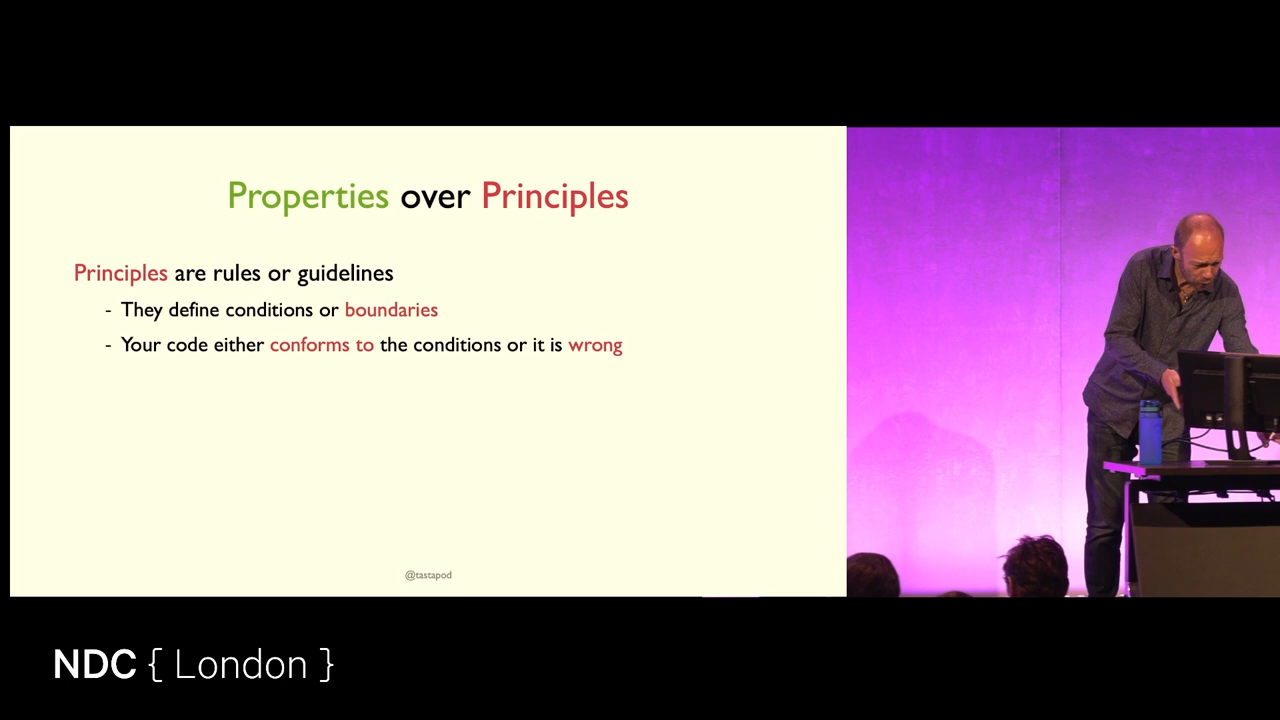 Properties over Principles
Principles are rules or guidelines
- They define conditions or boundaries
- Your code either conforms to the conditions or it is wrong
@tastapod
NDC { London }